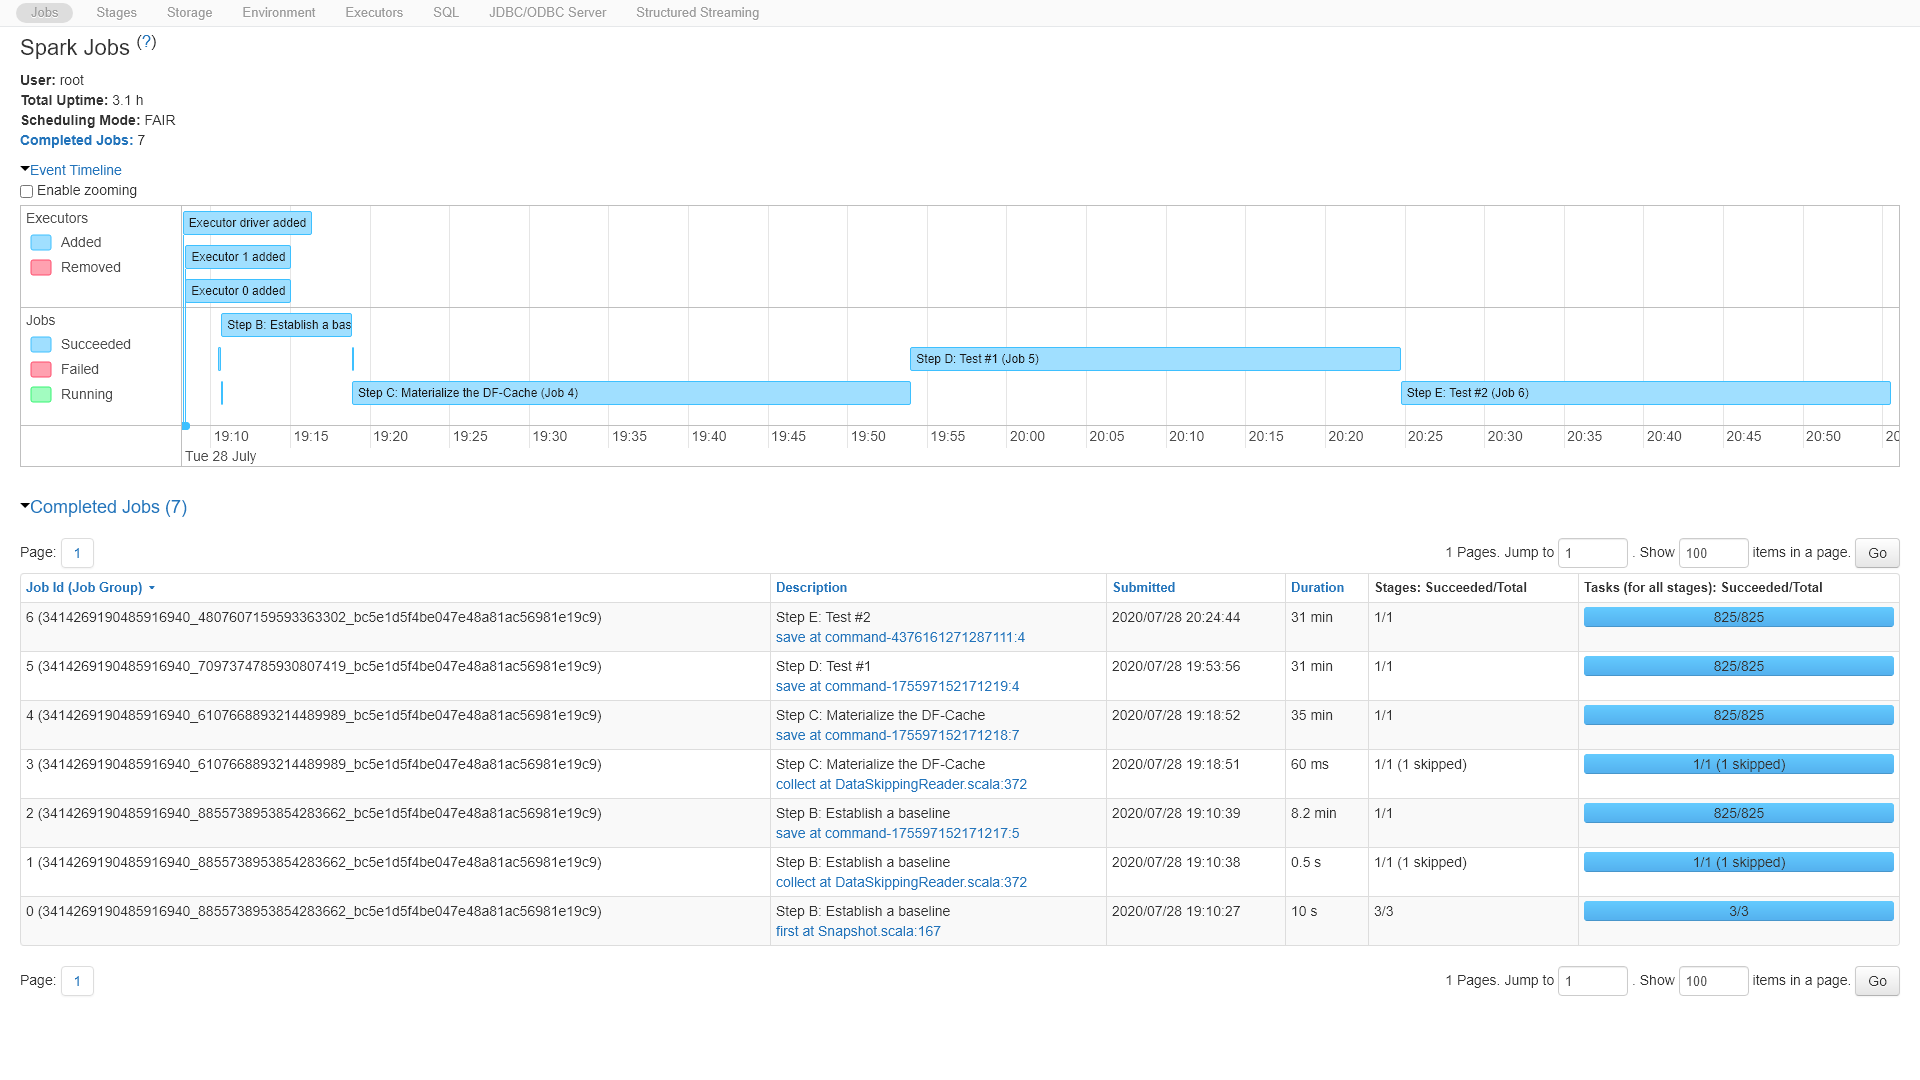 Jobs Stages Storage Environment Executors SQL JDBC/ODBC Server Structured Streaming
Spark Jobs (?)
User: root
Total Uptime: 3.1 h
Scheduling Mode: FAIR
Completed Jobs: 7
Event Timeline
Enable zooming
Executors
Added
Removed
Executor driver added
Executor 1 added
Executor 0 added
Jobs
Succeeded
Failed
Running
Step B: Establish a bas
Step D: Test #1 (Job 5)
Step C: Materialize the DF-Cache (Job 4)
Step E: Test #2 (Job 6)
19:10 19:15 19:20 19:25 19:30 19:35 19:40 19:45 19:50 19:55 20:00 20:05 20:10 20:15 20:20 20:25 20:30 20:35 20:40 20:45 20:50 20
Tue 28 July
Completed Jobs (7)
Page: 1 1 Pages. Jump to 1 . Show 100 items in a page. Go
Job Id (Job Group) Description Submitted Duration Stages: Succeeded/Total Tasks (for all stages): Succeeded/Total
6 (3414269190485916940_4807607159593363302_bc5e1d5f4be047e48a81ac56981e19c9) Step E: Test #2 2020/07/28 20:24:44 31 min 1/1 825/825
save at command-4376161271287111:4
5 (3414269190485916940_7097374785930807419_bc5e1d5f4be047e48a81ac56981e19c9) Step D: Test #1 2020/07/28 19:53:56 31 min 1/1 825/825
save at command-175597152171219:4
4 (3414269190485916940_6107668893214489989_bc5e1d5f4be047e48a81ac56981e19c9) Step C: Materialize the DF-Cache 2020/07/28 19:18:52 35 min 1/1 825/825
save at command-1755597152171218:7
3 (3414269190485916940_6107668893214489989_bc5e1d5f4be047e48a81ac56981e19c9) Step C: Materialize the DF-Cache 2020/07/28 19:18:51 60 ms 1/1 (1 skipped) 1/1 (1 skipped)
collect at DataSkippingReader.scala:372
2 (3414269190485916940_8855738953854283662_bc5e1d5f4be047e48a81ac56981e19c9) Step B: Establish a baseline 2020/07/28 19:10:39 8.2 min 1/1 825/825
save at command-1755597152171217:5
1 (3414269190485916940_8855738953854283662_bc5e1d5f4be047e48a81ac56981e19c9) Step B: Establish a baseline 2020/07/28 19:10:38 0.5 s 1/1 (1 skipped) 1/1 (1 skipped)
collect at DataSkippingReader.scala:372
0 (3414269190485916940_8855738953854283662_bc5e1d5f4be047e48a81ac56981e19c9) Step B: Establish a baseline 2020/07/28 19:10:27 10 s 3/3 3/3
first at Snapshot.scala:167
Page: 1 1 Pages. Jump to 1 . Show 100 items in a page. Go